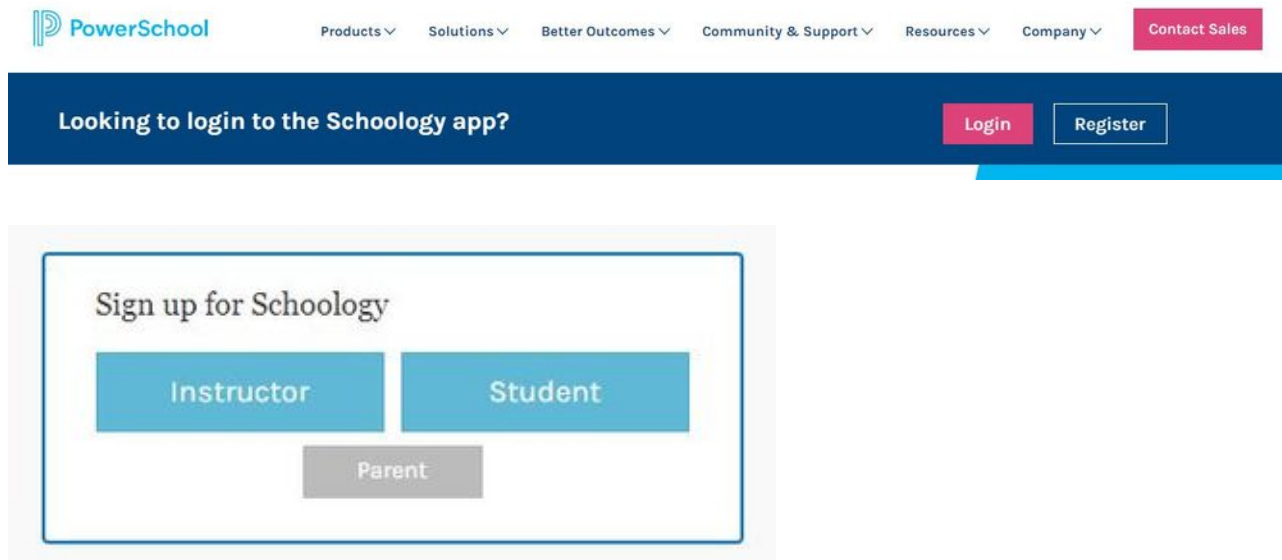 PowerSchool Products Solutions Better Outcomes Community & Support Resources Company Contact Sales
Looking to login to the Schoology app? Login Register
Sign up for Schoology
Instructor Student
Parent